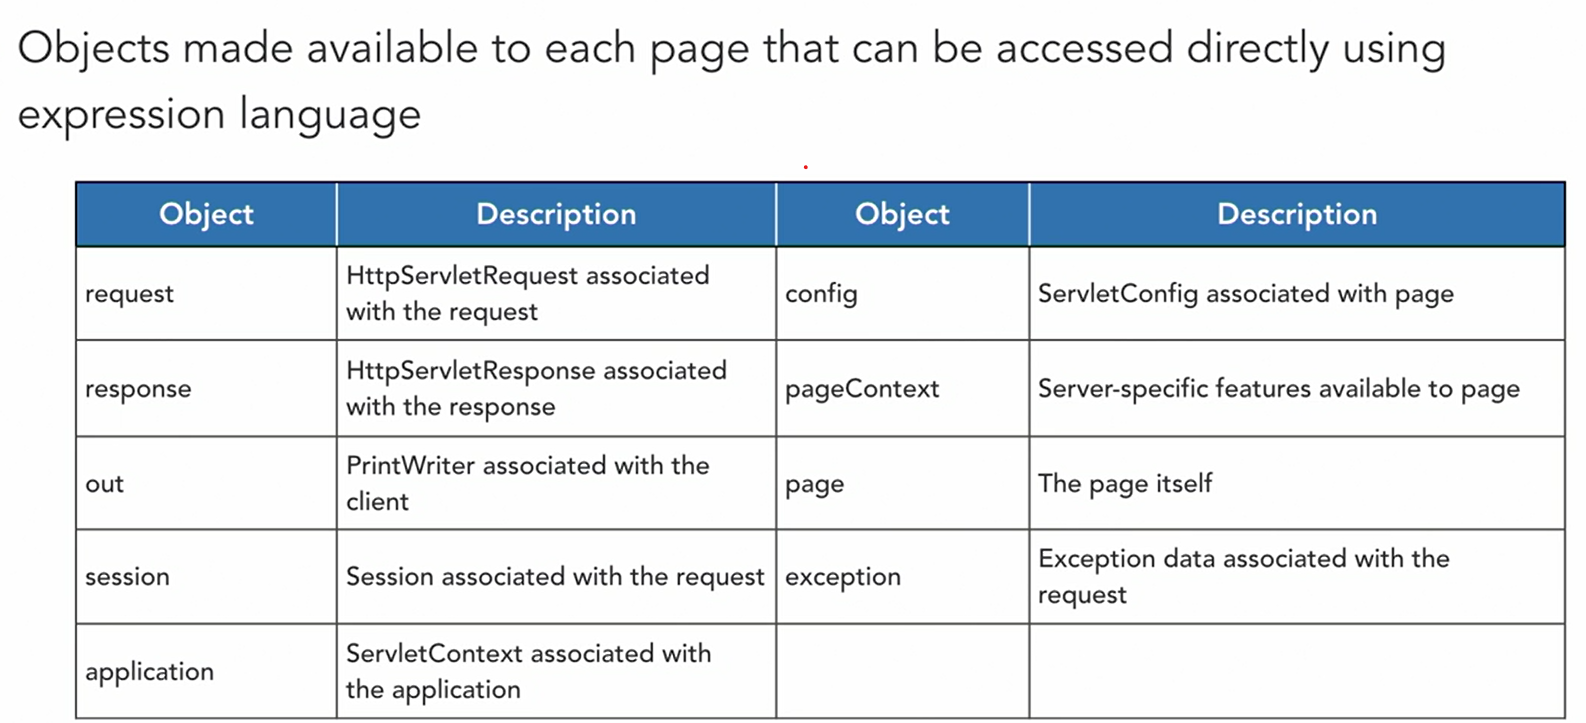 Objects made available to each page that can be accessed directly using
expression language
Object
Description
Object
Description
request
HttpServletRequest associated
with the request
config
ServletConfig associated with page
response
HttpServletResponse associated
with the response
pageContext
Server-specific features available to page
out
PrintWriter associated with the
client
page
The page itself
session
Session associated with the request
exception
Exception data associated with the
request
application
ServletContext associated with
the application